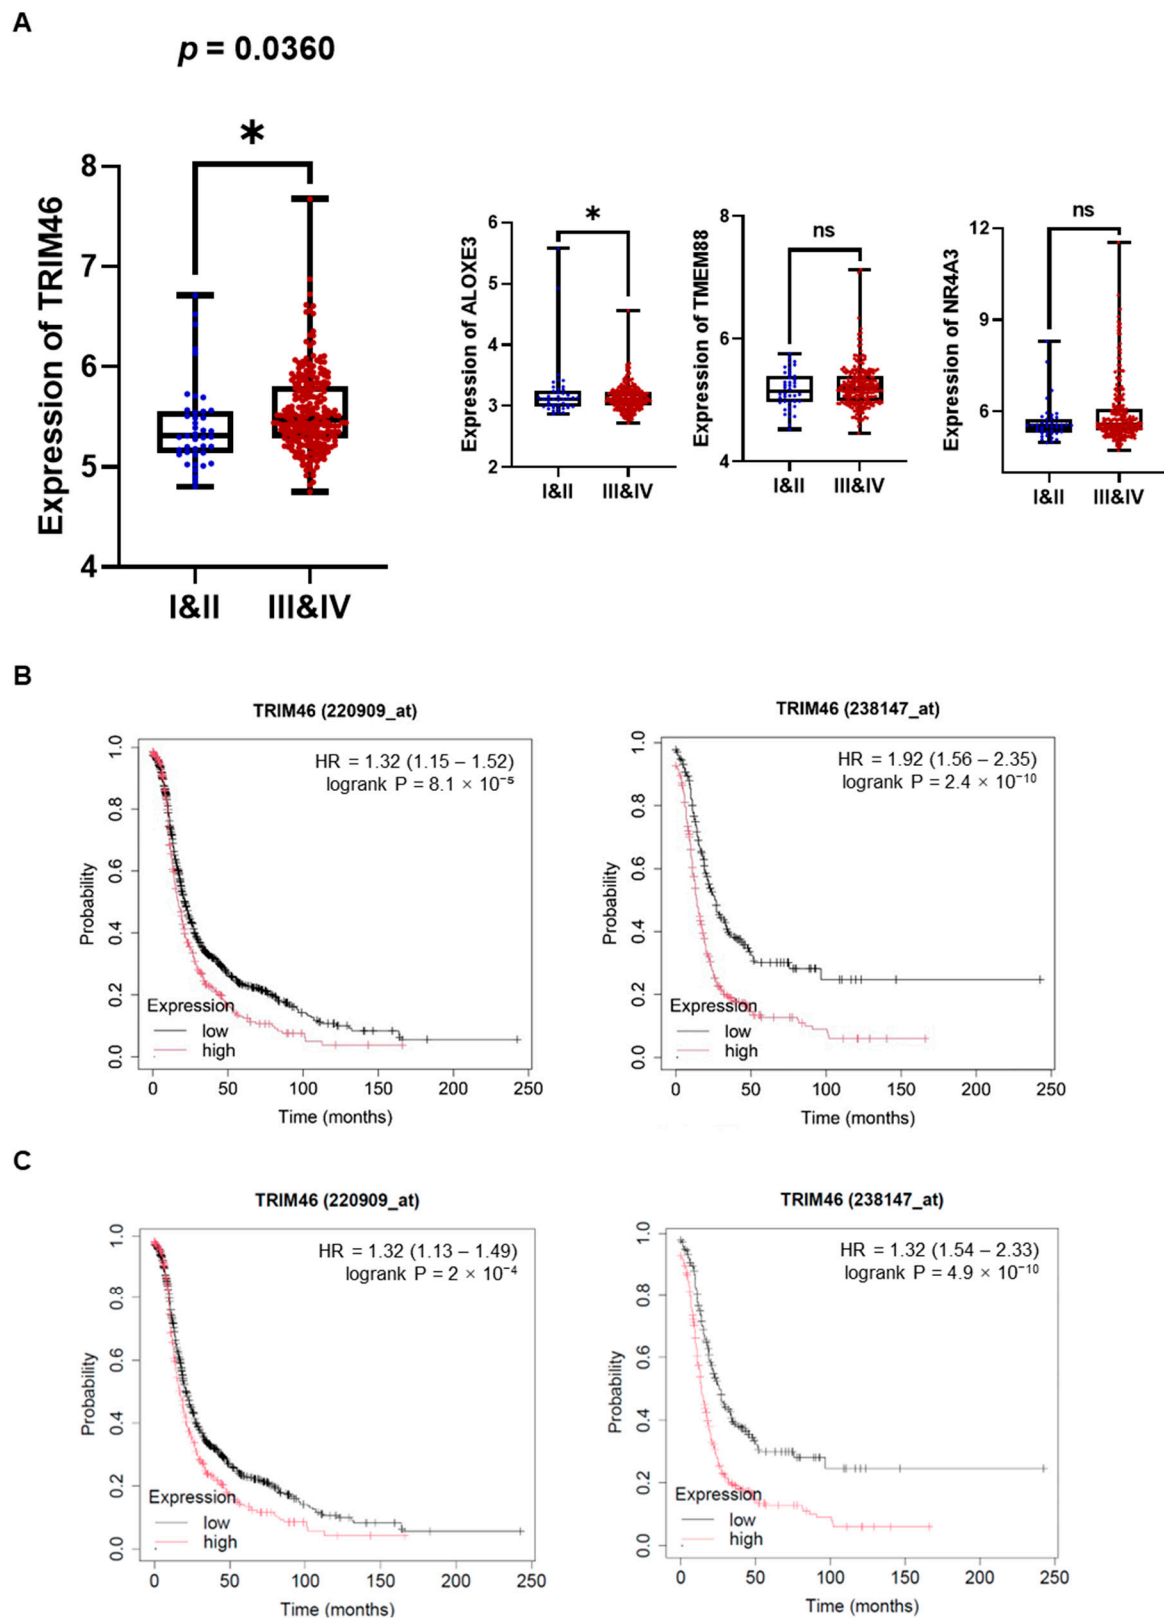 A
p = 0.0360
*
Expression of TRIM46
8
7
6
5
4
I&II
III&IV
*
Expression of ALOXE3
6
5
4
3
2
I&II
III&IV
ns
Expression of TMEM88
8
6
4
I&II
III&IV
ns
Expression of NR4A3
12
9
6
I&II
III&IV
B
TRIM46 (220909_at)
HR = 1.32 (1.15 – 1.52)
logrank P = 8.1 × 10⁻⁵
Probability
1.0
0.8
0.6
0.4
0.2
0.0
Expression
low
high
0 50 100 150 200 250
Time (months)
TRIM46 (238147_at)
HR = 1.92 (1.56 – 2.35)
logrank P = 2.4 × 10⁻¹⁰
Probability
1.0
0.8
0.6
0.4
0.2
0.0
Expression
low
high
0 50 100 150 200 250
Time (months)
C
TRIM46 (220909_at)
HR = 1.32 (1.13 – 1.49)
logrank P = 2 × 10⁻⁴
Probability
1.0
0.8
0.6
0.4
0.2
0.0
Expression
low
high
0 50 100 150 200 250
Time (months)
TRIM46 (238147_at)
HR = 1.32 (1.54 – 2.33)
logrank P = 4.9 × 10⁻¹⁰
Probability
1.0
0.8
0.6
0.4
0.2
0.0
Expression
low
high
0 50 100 150 200 250
Time (months)